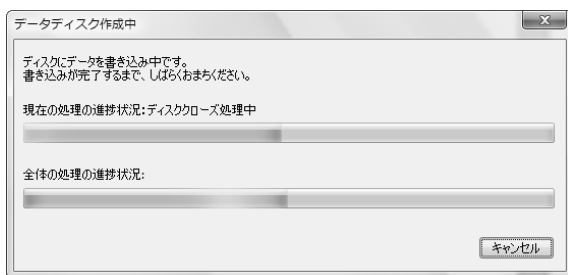 データディスク作成中
ディスクにデータを書き込み中です。
書き込みが完了するまで、しばらくおまちください。
現在の処理の進捗状況:ディスククローズ処理中
全体の処理の進捗状況:
キャンセル